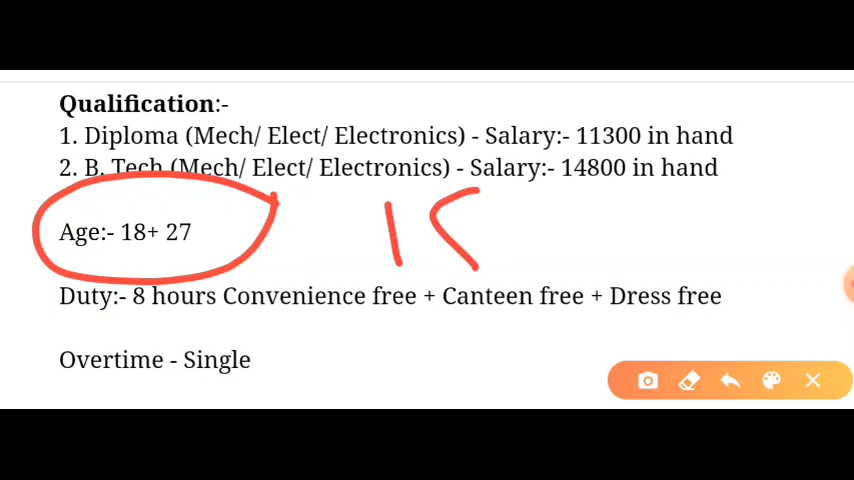 Qualification:-
1. Diploma (Mech/ Elect/ Electronics) - Salary:- 11300 in hand
2. B. Tech (Mech/ Elect/ Electronics) - Salary:- 14800 in hand
Age:- 18+ 27
Duty:- 8 hours Convenience free + Canteen free + Dress free
Overtime - Single